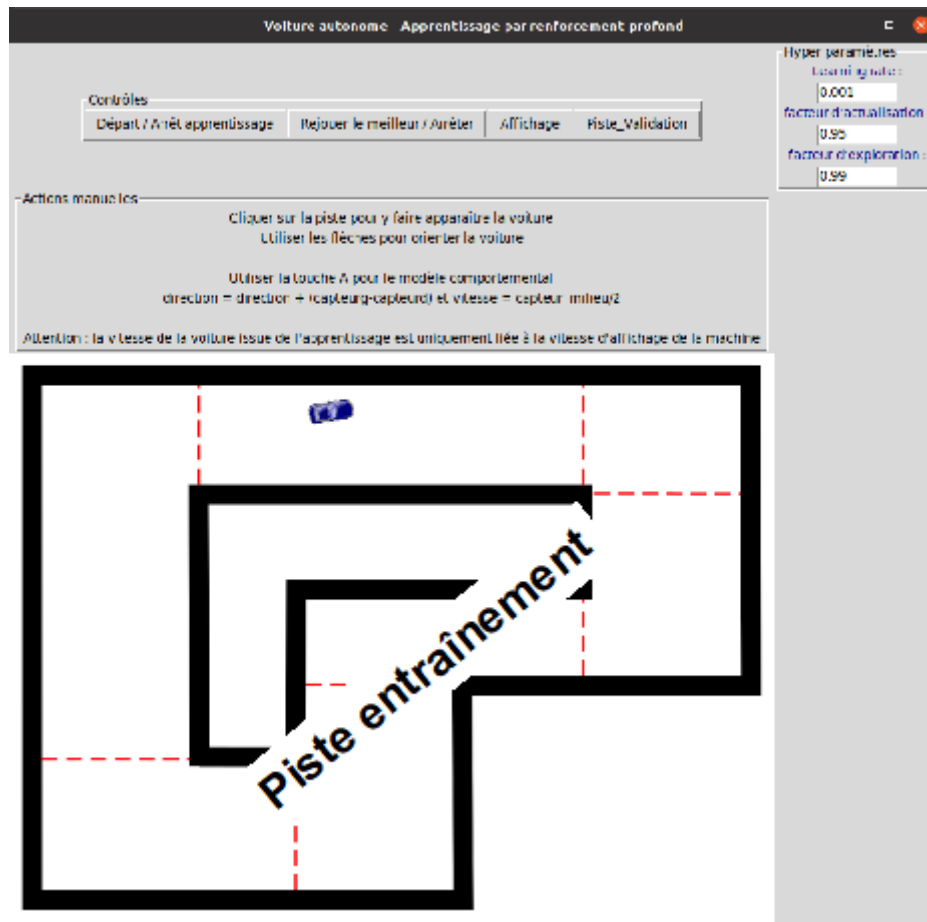 Voiture autonome Apprentissage par renforcement profond
Hyper paramètres
Learning rate :
0.001
facteur d'actualisation
0.95
facteur d'exploration :
0.99
Contrôles
Départ / Arrêt apprentissage
Rejouer le meilleur / Arrêter
Affichage
Piste_Validation
Actions manuelles
Cliquer sur la piste pour y faire apparaître la voiture
Utiliser les flèches pour orienter la voiture
Utiliser la touche A pour le modèle comportemental
direction = direction + (capteurg-capteurd) et vitesse = capteur milieu/2
Attention : la vitesse de la voiture issue de l'apprentissage est uniquement liée à la vitesse d'affichage de la machine
Piste entraînement